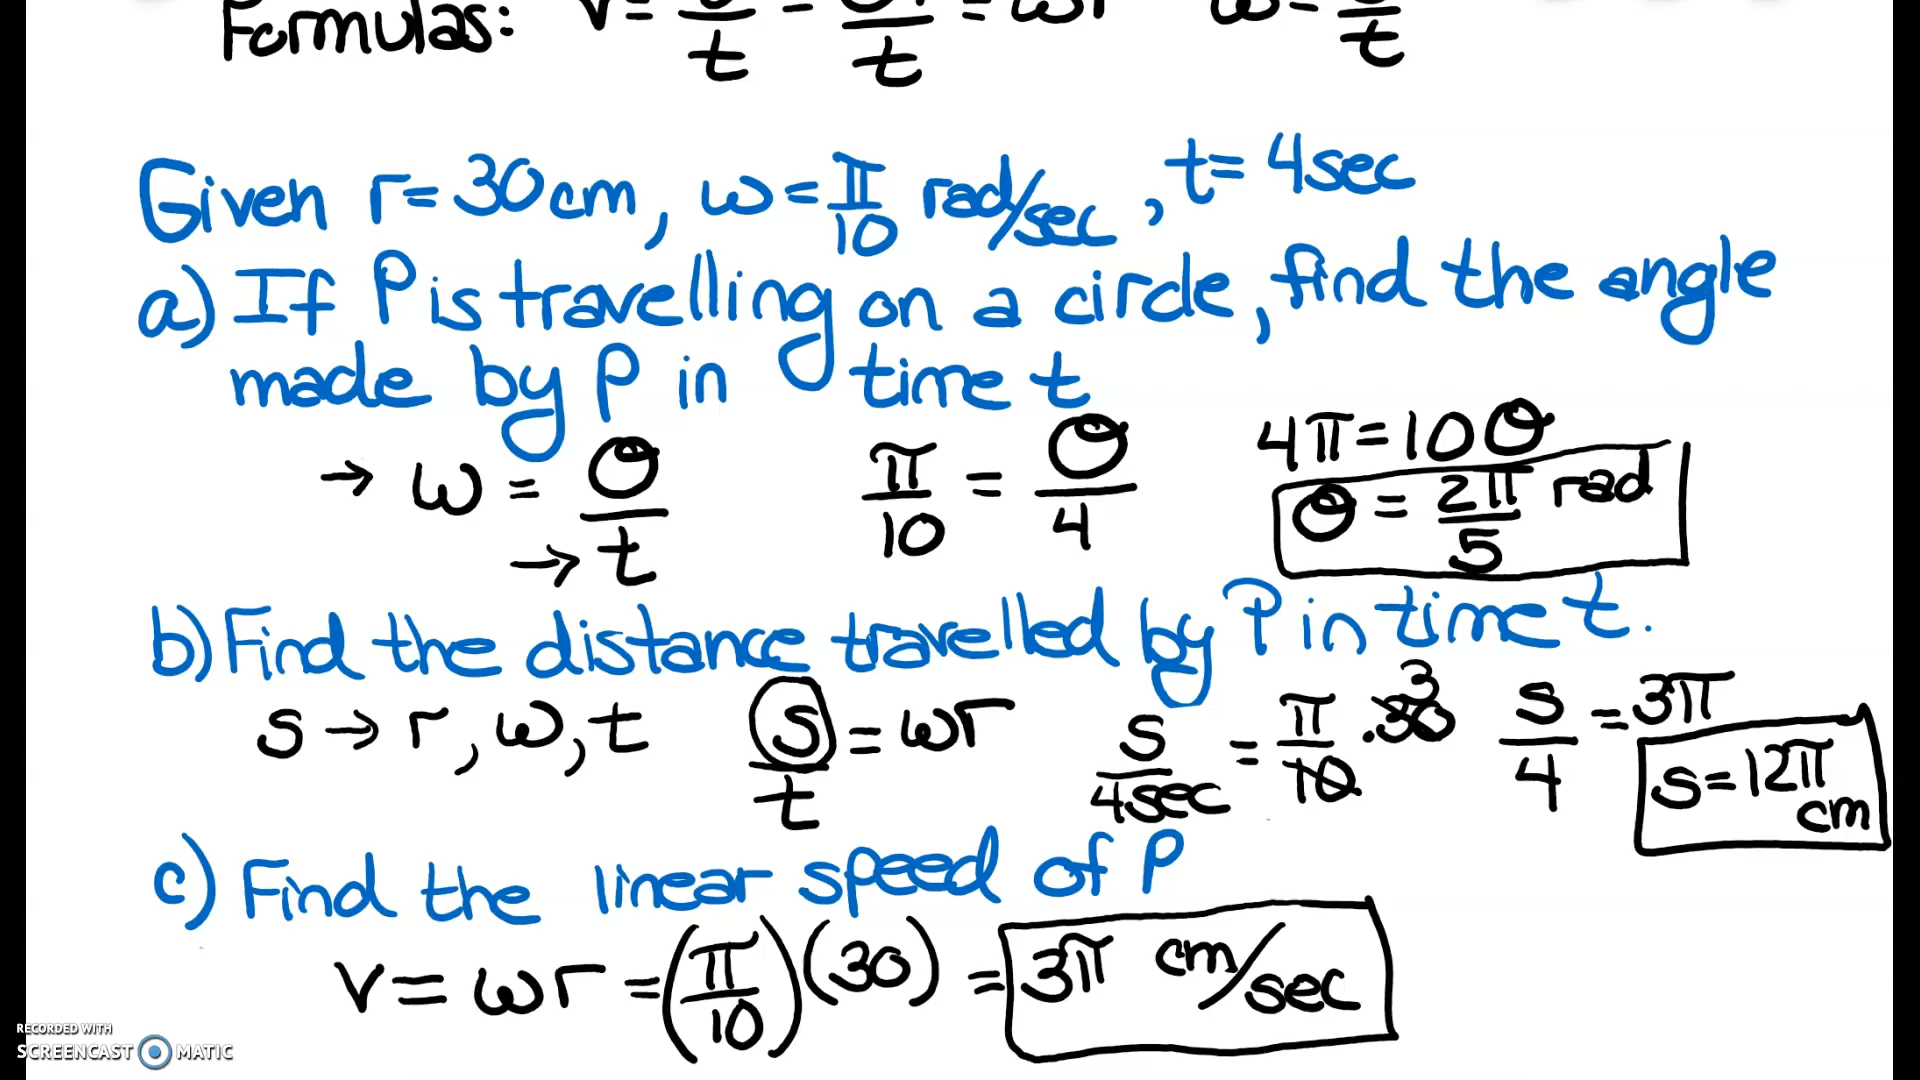 Formulas: v = s/t = θr/t = ωr ω = θ/t
Given r = 30cm, ω = π/10 rad/sec, t = 4sec
a) If P is travelling on a circle, find the angle
made by P in time t
→ ω = θ/→ t π/10 = θ/4 4π = 10θ
θ = 2π/5 rad
b) Find the distance travelled by P in time t.
s → r, ω, t s/t = ωr s/4sec = π/10 · 30 3 s/4 = 3π
s = 12π cm
c) Find the linear speed of P
v = ωr = (π/10)(30) = 3π cm/sec
RECORDED WITH
SCREENCAST MATIC